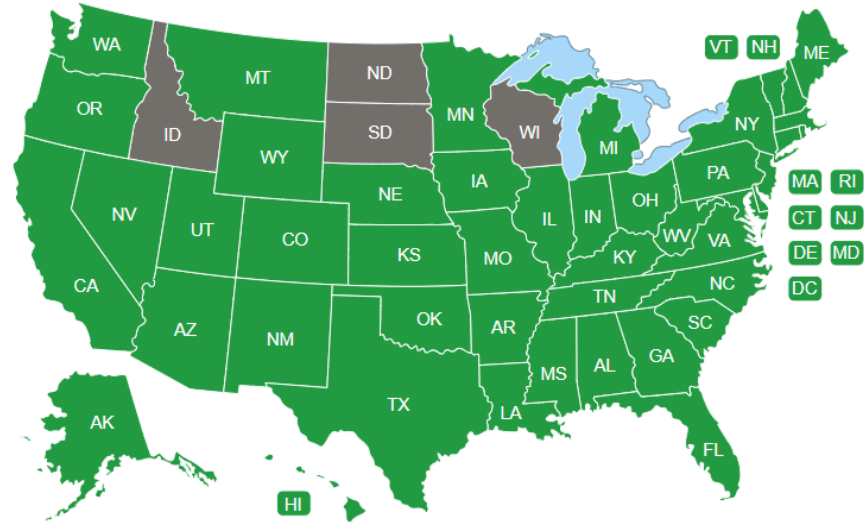 WA
MT
ND
MN
VT NH
ME
OR
ID
SD
WI
MI
NY
WY
IA
PA
NE
MA RI
NV
UT
CO
IL
IN
OH
WV
VA
CT NJ
KS
MO
KY
DE MD
CA
NC
DC
AZ
NM
OK
AR
TN
SC
MS
AL
GA
TX
LA
AK
FL
HI